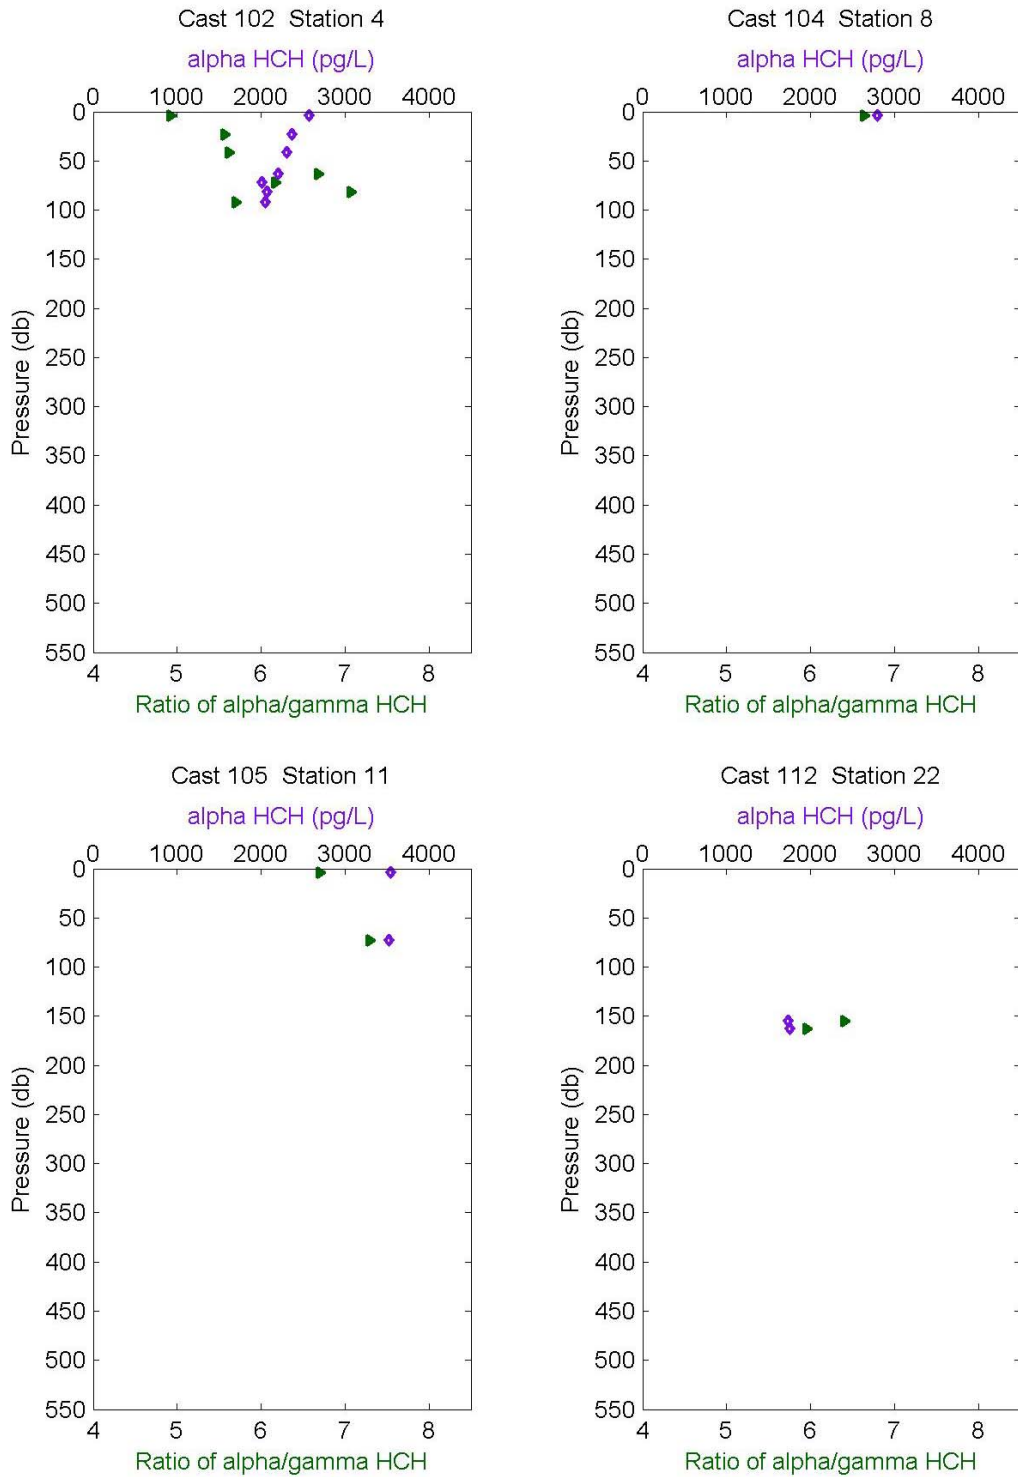 Cast 102  Station 4
alpha HCH (pg/L)
0 1000 2000 3000 4000
0
50
100
150
200
250
300
350
400
450
500
550
Pressure (db)
4 5 6 7 8
Ratio of alpha/gamma HCH
Cast 104  Station 8
alpha HCH (pg/L)
0 1000 2000 3000 4000
0
50
100
150
200
250
300
350
400
450
500
550
Pressure (db)
4 5 6 7 8
Ratio of alpha/gamma HCH
Cast 105  Station 11
alpha HCH (pg/L)
0 1000 2000 3000 4000
0
50
100
150
200
250
300
350
400
450
500
550
Pressure (db)
4 5 6 7 8
Ratio of alpha/gamma HCH
Cast 112  Station 22
alpha HCH (pg/L)
0 1000 2000 3000 4000
0
50
100
150
200
250
300
350
400
450
500
550
Pressure (db)
4 5 6 7 8
Ratio of alpha/gamma HCH